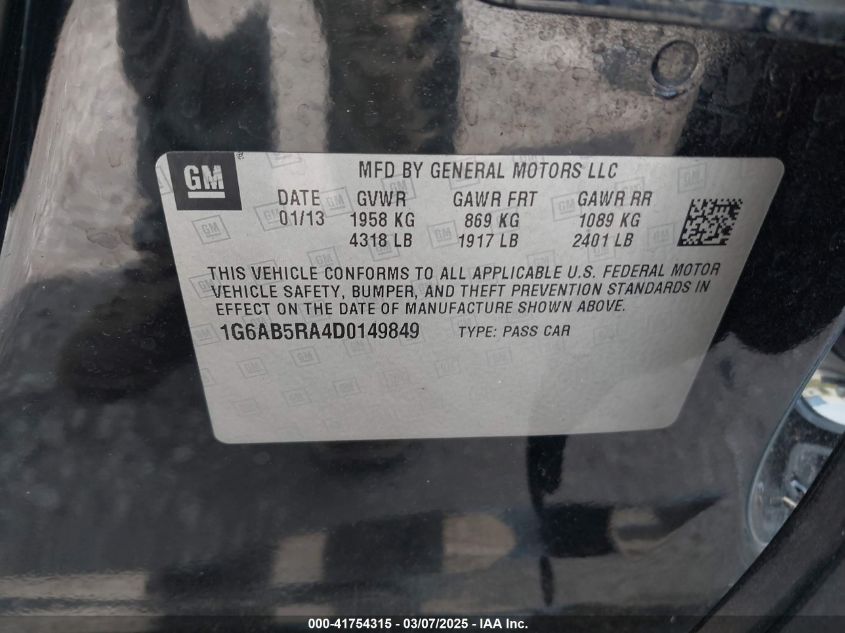 GM
MFD BY GENERAL MOTORS LLC
DATE GVWR GAWR FRT GAWR RR
01/13 1958 KG 869 KG 1089 KG
4318 LB 1917 LB 2401 LB
THIS VEHICLE CONFORMS TO ALL APPLICABLE U.S. FEDERAL MOTOR
VEHICLE SAFETY, BUMPER, AND THEFT PREVENTION STANDARDS IN
EFFECT ON THE DATE OF MANUFACTURE SHOWN ABOVE.
1G6AB5RA4D0149849 TYPE: PASS CAR
000-41754315 - 03/07/2025 - IAA Inc.